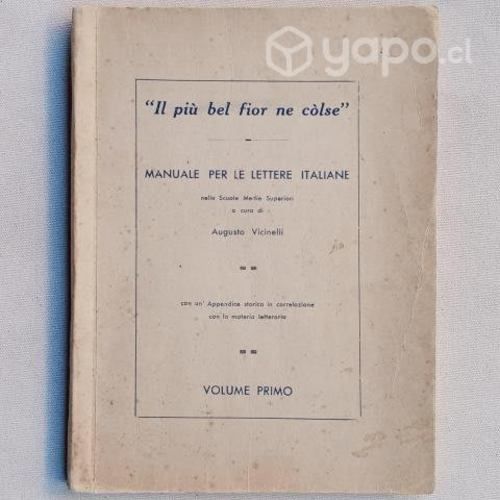 yapo.cl
"Il più bel fior ne còlse"
MANUALE PER LE LETTERE ITALIANE
nelle Scuole Medie Superiori
a cura di
Augusto Vicinelli
con un' Appendice storica in correlazione
con la materia letteraria
VOLUME PRIMO